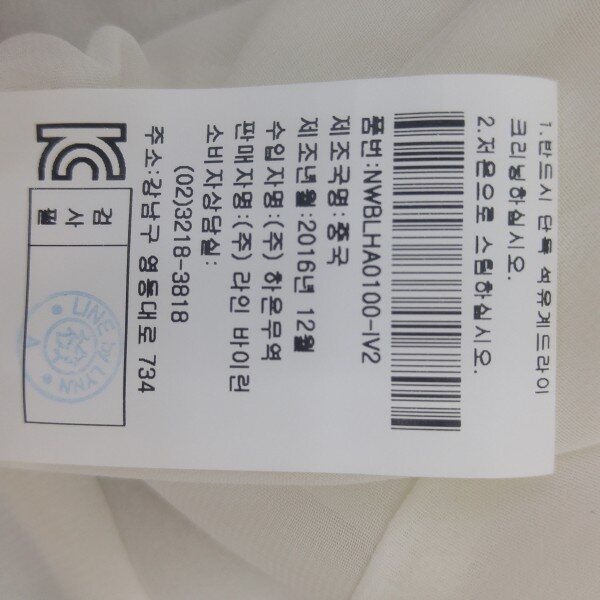 1.반드시 단독 석유계드라이
크리닝하십시오.
2.저온으로 스팀하십시오.
품번:NWBLHA0100-IV2
제조국명:중국
제조년월:2016년 12월
수입자명:(주) 하운무역
판매자명:(주) 라인 바이린
소비자상담실:
(02)3218-3818
주소:강남구 영동대로 734
KC
검사필
LINE by LYNN
A